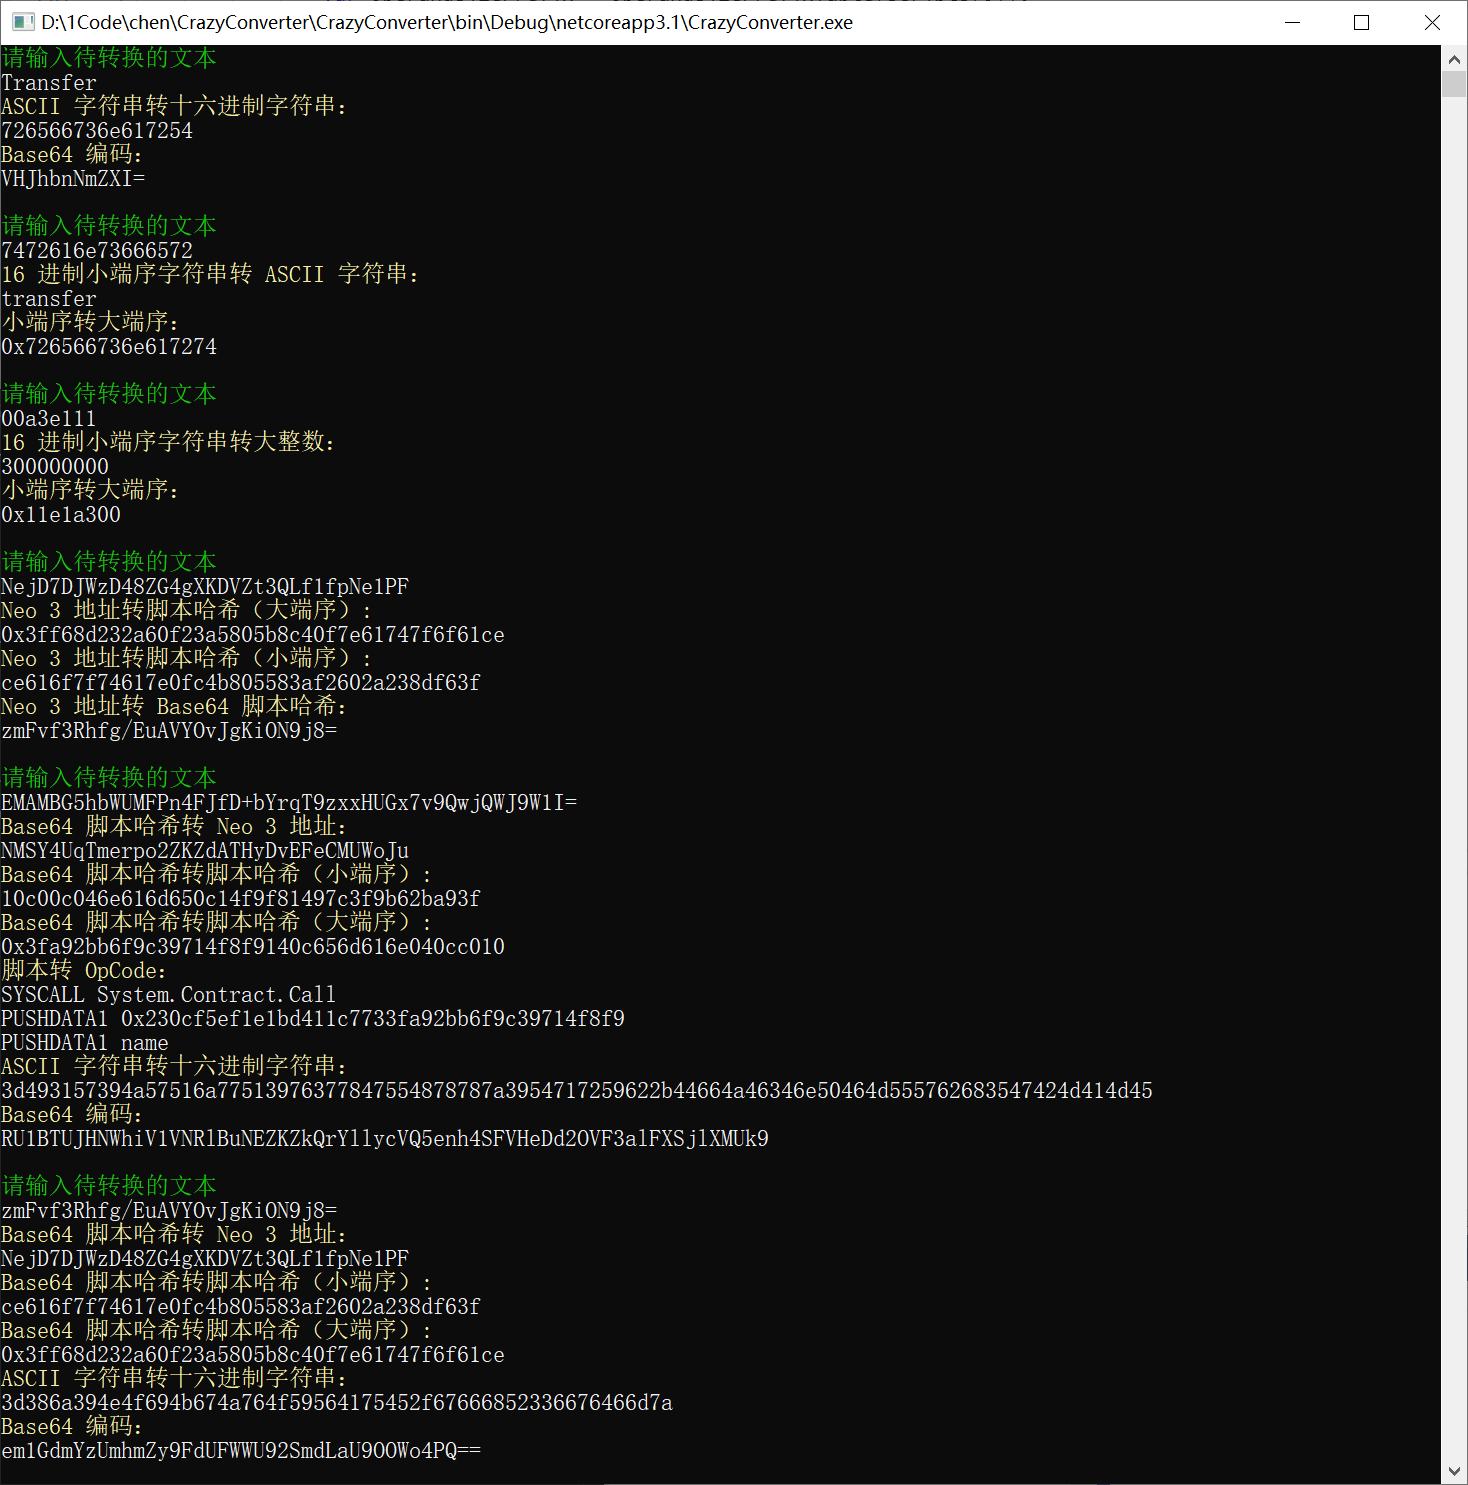 D:\1Code\chen\CrazyConverter\CrazyConverter\bin\Debug\netcoreapp3.1\CrazyConverter.exe
请输入待转换的文本
Transfer
ASCII 字符串转十六进制字符串：
726566736e617254
Base64 编码：
VHJhbnNmZXI=
请输入待转换的文本
7472616e73666572
16 进制小端序字符串转 ASCII 字符串：
transfer
小端序转大端序：
0x726566736e617274
请输入待转换的文本
00a3e111
16 进制小端序字符串转大整数：
300000000
小端序转大端序：
0x11e1a300
请输入待转换的文本
NejD7DJWzD48ZG4gXKDVZt3QLf1fpNe1PF
Neo 3 地址转脚本哈希（大端序）：
0x3ff68d232a60f23a5805b8c40f7e61747f6f61ce
Neo 3 地址转脚本哈希（小端序）：
ce616f7f74617e0fc4b805583af2602a238df63f
Neo 3 地址转 Base64 脚本哈希：
zmFvf3Rhfg/EuAVYOvJgKiON9j8=
请输入待转换的文本
EMAMBG5hbWUMFPn4FJfD+bYrqT9zxxHUGx7v9QwjQWJ9W1I=
Base64 脚本哈希转 Neo 3 地址：
NMSY4UqTmerpo2ZKZdATHyDvEFeCMUWoJu
Base64 脚本哈希转脚本哈希（小端序）：
10c00c046e616d650c14f9f81497c3f9b62ba93f
Base64 脚本哈希转脚本哈希（大端序）：
0x3fa92bb6f9c39714f8f9140c656d616e040cc010
脚本转 OpCode：
SYSCALL System.Contract.Call
PUSHDATA1 0x230cf5ef1e1bd411c7733fa92bb6f9c39714f8f9
PUSHDATA1 name
ASCII 字符串转十六进制字符串：
3d493157394a57516a775139763778475548787​87a3954717259622b44664a46346e50464d555762683547424d414d45
Base64 编码：
RU1BTUJHNWhiV1VNRlBuNEZKZkQrYllycVQ5enh4SFVHeDd2OVF3alFXSjlXMUk9
请输入待转换的文本
zmFvf3Rhfg/EuAVYOvJgKiON9j8=
Base64 脚本哈希转 Neo 3 地址：
NejD7DJWzD48ZG4gXKDVZt3QLf1fpNe1PF
Base64 脚本哈希转脚本哈希（小端序）：
ce616f7f74617e0fc4b805583af2602a238df63f
Base64 脚本哈希转脚本哈希（大端序）：
0x3ff68d232a60f23a5805b8c40f7e61747f6f61ce
ASCII 字符串转十六进制字符串：
3d386a394e4f694b674a764f59564175452f676668523366​76466d7a
Base64 编码：
em1GdmYzUmhmZy9FdUFWWU92SmdLaU9OOWo4PQ==